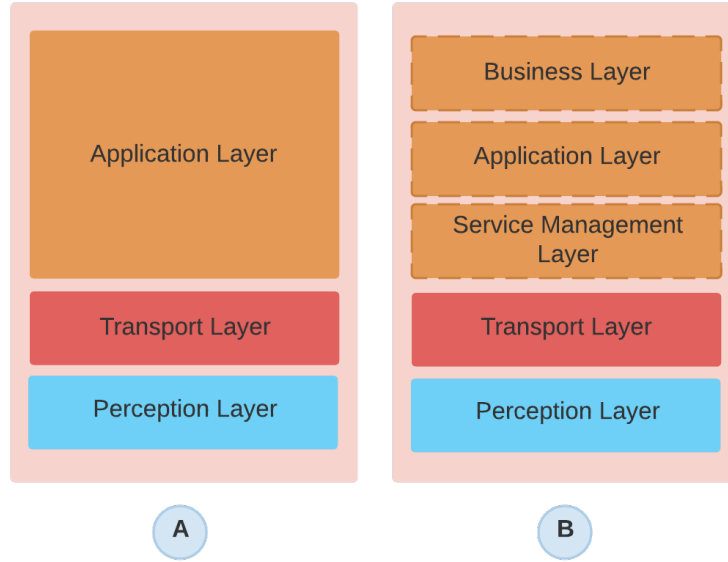 Application Layer
Transport Layer
Perception Layer
A
Business Layer
Application Layer
Service Management
Layer
Transport Layer
Perception Layer
B